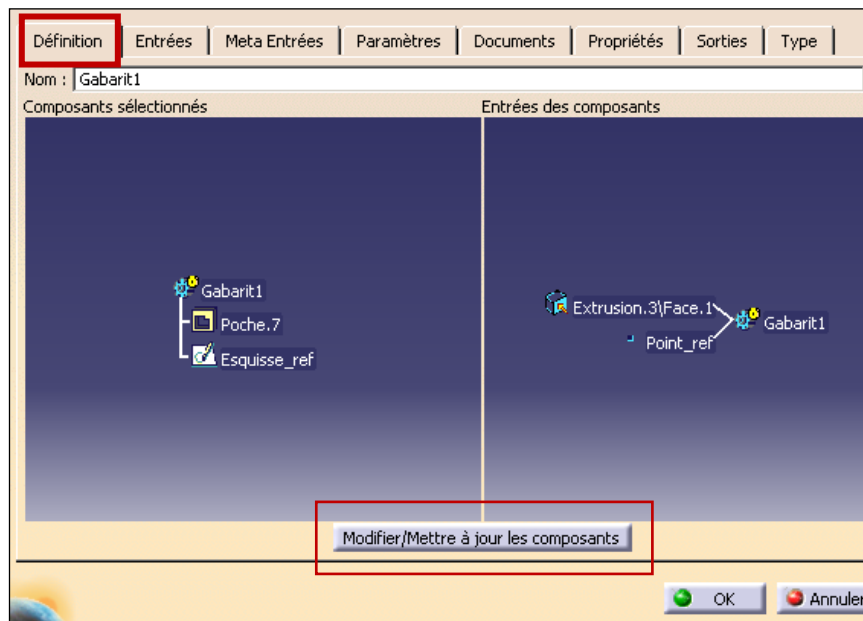 Définition Entrées Meta Entrées Paramètres Documents Propriétés Sorties Type
Nom : Gabarit1
Composants sélectionnés Entrées des composants
Gabarit1
Poche.7
Esquisse_ref
Extrusion.3\Face.1
Gabarit1
Point_ref
Modifier/Mettre à jour les composants
OK Annuler